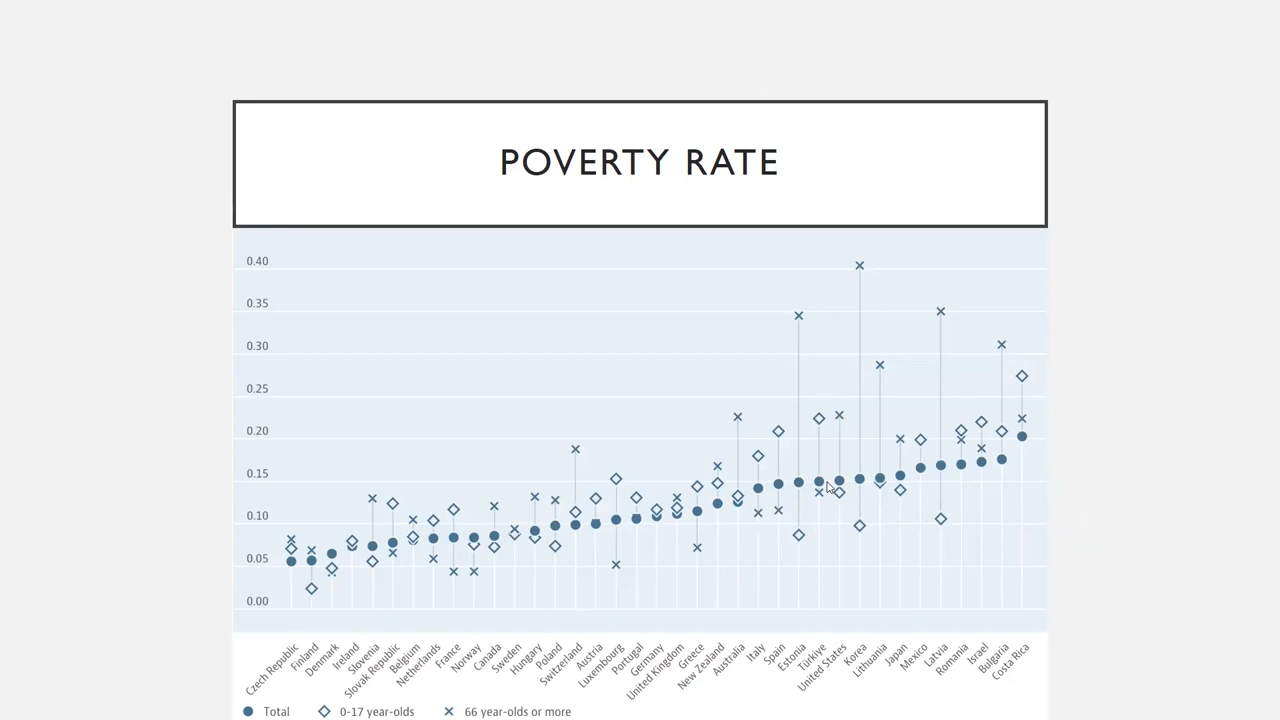 POVERTY RATE
0.40
0.35
0.30
0.25
0.20
0.15
0.10
0.05
0.00
Czech Republic
Finland
Denmark
Ireland
Slovenia
Slovak Republic
Belgium
Netherlands
France
Norway
Canada
Sweden
Hungary
Poland
Switzerland
Austria
Luxembourg
Portugal
Germany
United Kingdom
Greece
New Zealand
Australia
Italy
Spain
Estonia
Türkiye
United States
Korea
Lithuania
Japan
Mexico
Latvia
Romania
Israel
Bulgaria
Costa Rica
Total 0-17 year-olds 66 year-olds or more